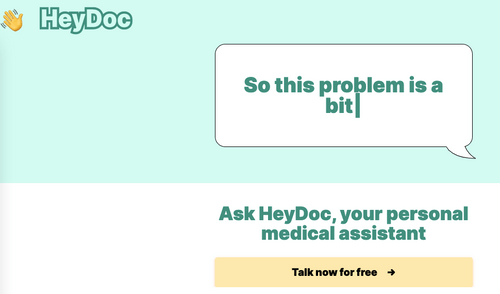 HeyDoc
So this problem is a
bit
Ask HeyDoc, your personal
medical assistant
Talk now for free →